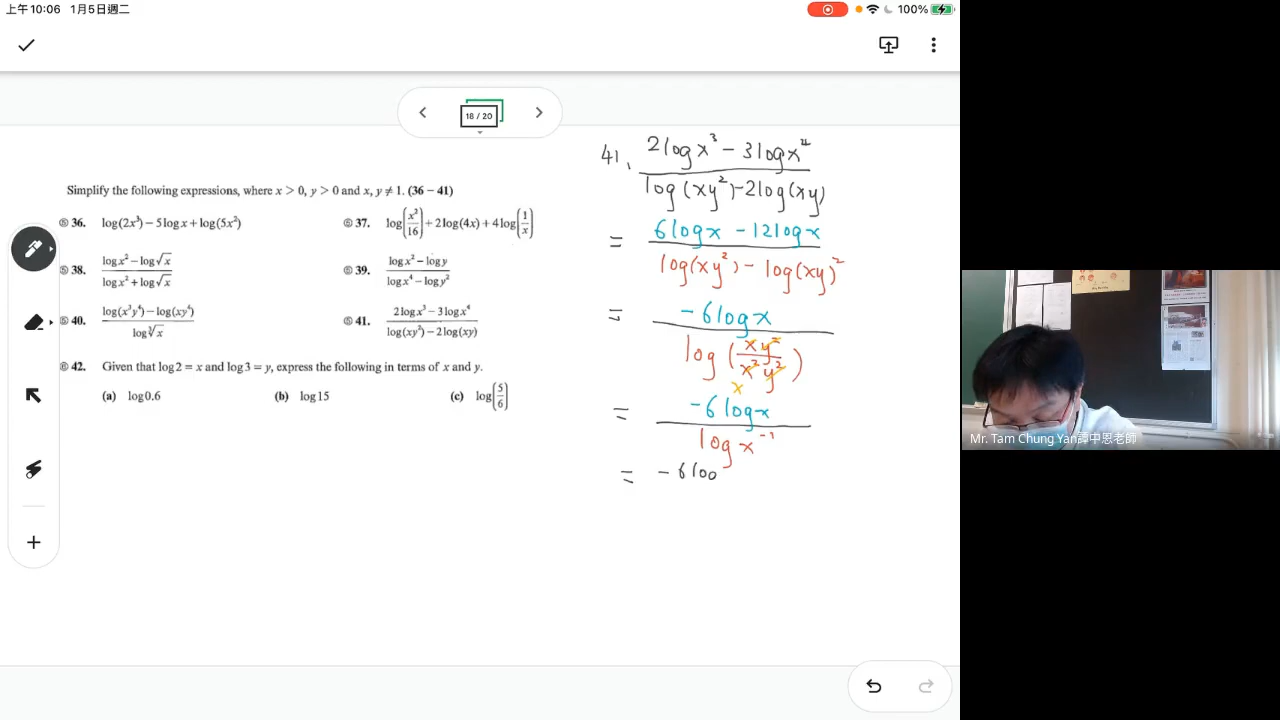 上午10:06 1月5日週二
100%
18 / 20
Simplify the following expressions, where x > 0, y > 0 and x, y ≠ 1. (36 – 41)
36. log(2x³) – 5 log x + log(5x²)
37. log(x²/16) + 2 log(4x) + 4 log(1/x)
38. (log x² – log√x)/(log x² + log√x)
39. (log x² – log y)/(log x⁴ – log y²)
40. (log(x³y⁴) – log(xy⁴))/(log ∛x)
41. (2 log x³ – 3 log x⁴)/(log(xy²) – 2 log(xy))
42. Given that log 2 = x and log 3 = y, express the following in terms of x and y.
(a) log 0.6
(b) log 15
(c) log(5/6)
41. (2 log x³ – 3 log x⁴)/(log(xy²) – 2 log(xy))
= (6 log x – 12 log x)/(log(xy²) – log(xy)²)
= (–6 log x)/(log(xy²/x²y²))
x
= (–6 log x)/(log x⁻¹)
= –6 log
Mr. Tam Chung Yan譚中恩老師